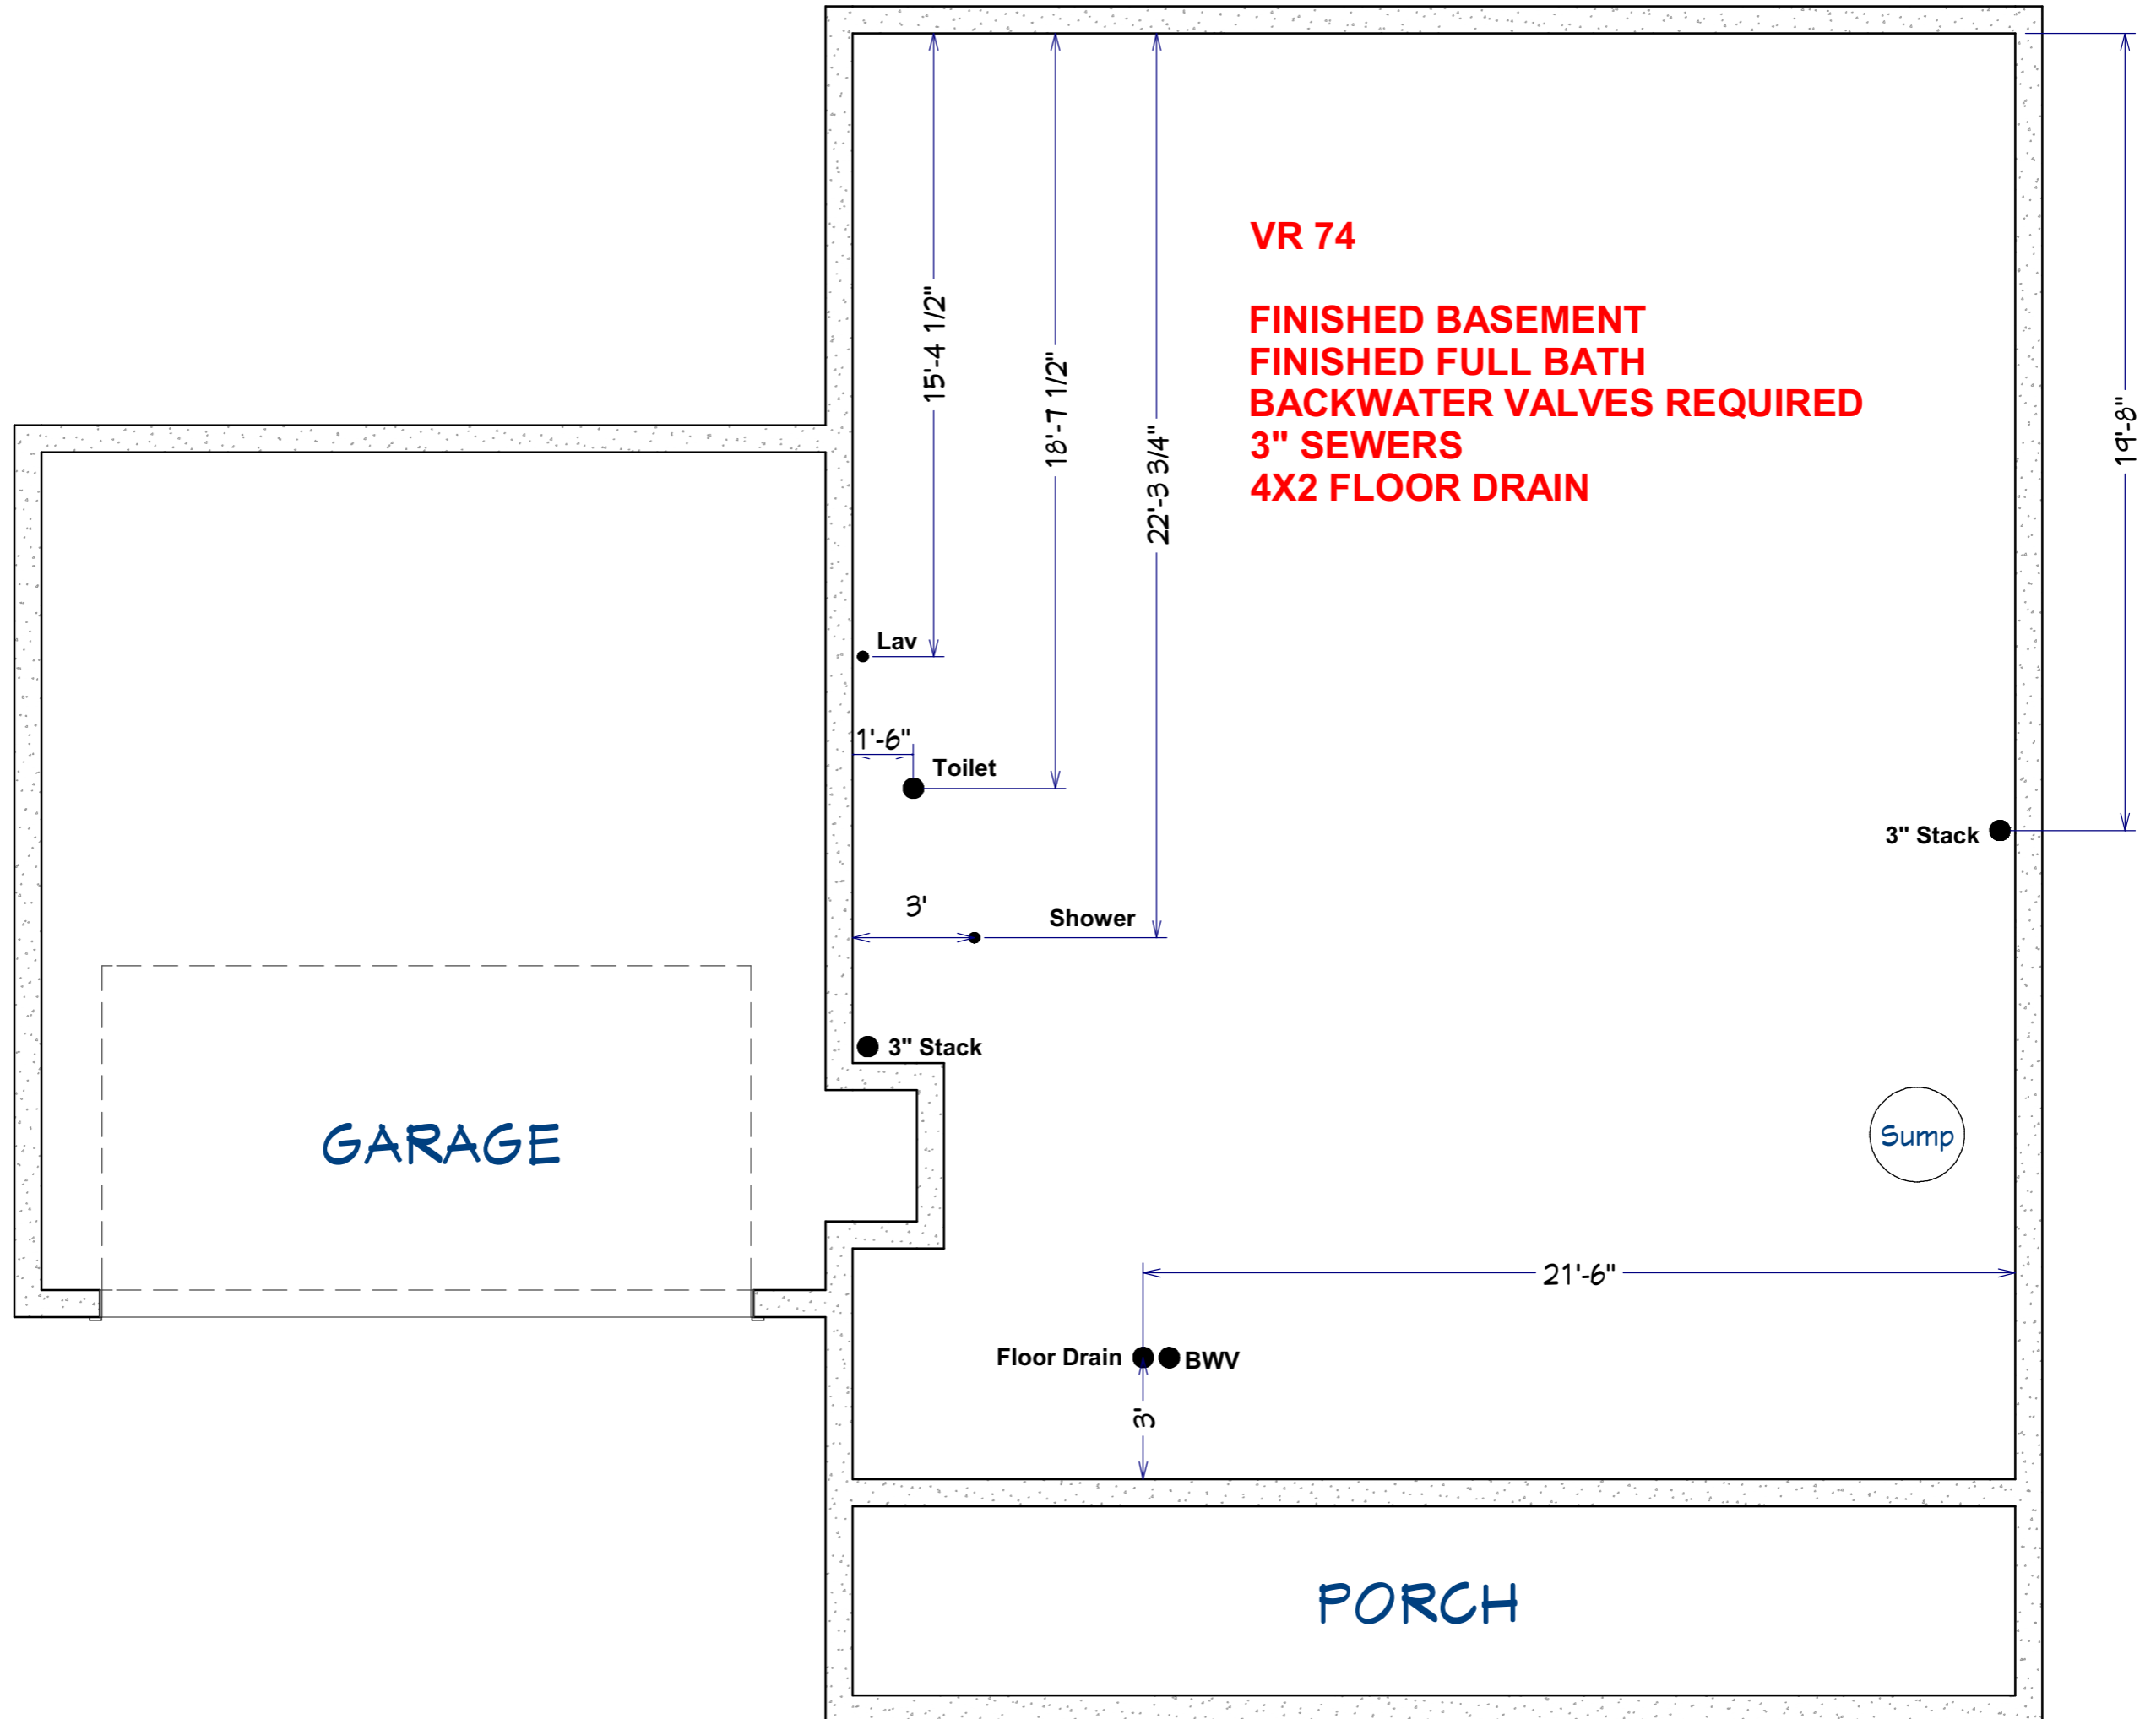 VR 74
FINISHED BASEMENT
FINISHED FULL BATH
BACKWATER VALVES REQUIRED
3" SEWERS
4X2 FLOOR DRAIN
15'-4 1/2"
18'-7 1/2"
22'-3 3/4"
19'-8"
Lav
1'-6"
Toilet
3" Stack
3'
Shower
3" Stack
GARAGE
Sump
21'-6"
Floor Drain
BWV
3'
PORCH